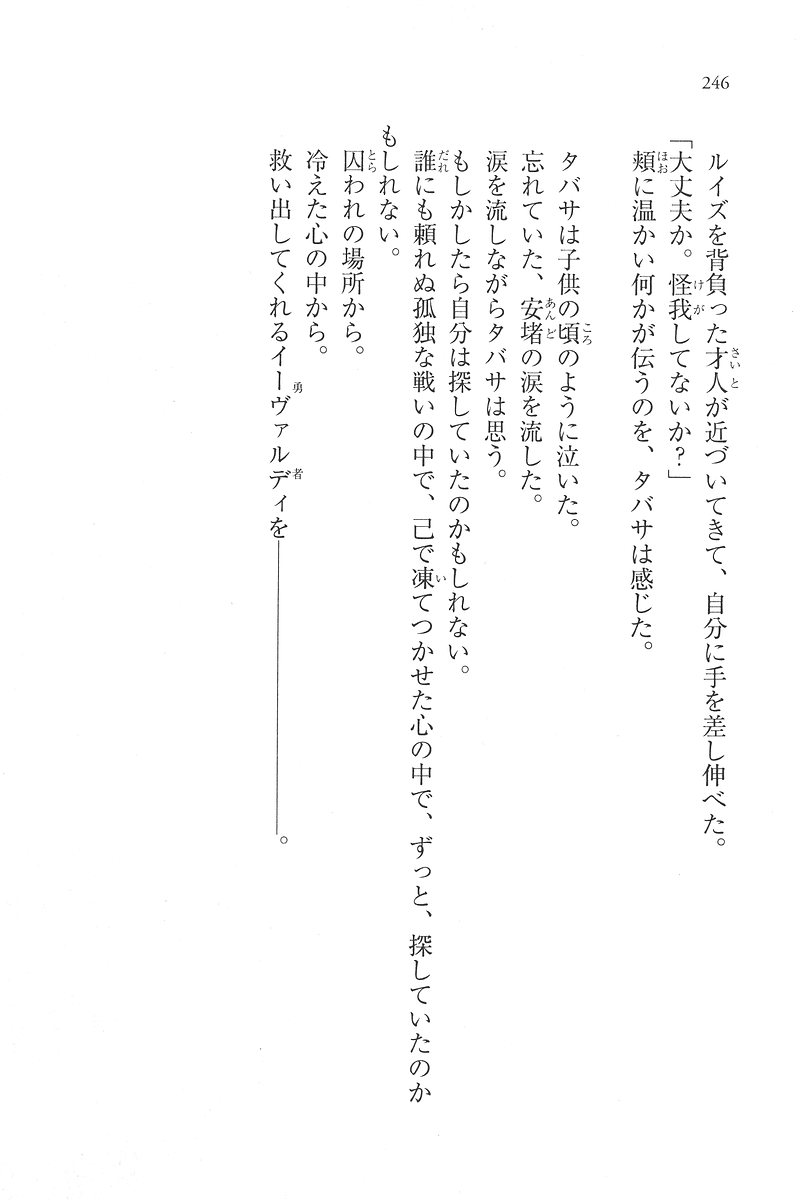 246
ルイズを背負った才人が近づいてきて、自分に手を差し伸べた。
「大丈夫か。怪我してないか？」
頬に温かい何かが伝うのを、タバサは感じた。
タバサは子供の頃のように泣いた。
忘れていた、安堵の涙を流した。
涙を流しながらタバサは思う。
もしかしたら自分は探していたのかもしれない。
誰にも頼れぬ孤独な戦いの中で、己で凍てつかせた心の中で、ずっと、探していたのか
もしれない。
囚われの場所から。
冷えた心の中から。
救い出してくれるイーヴァルディを――――――――――――。